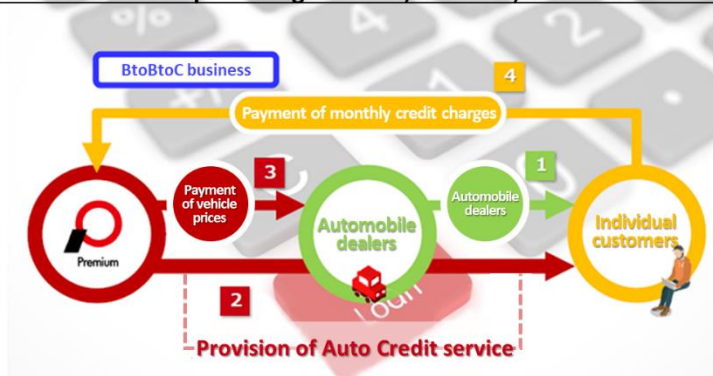 BtoBtoC business
4
Payment of monthly credit charges
Payment
of vehicle
prices
3
Automobile
dealers
Automobile
dealers
1
Individual
customers
Premium
2
Loan
Provision of Auto Credit service